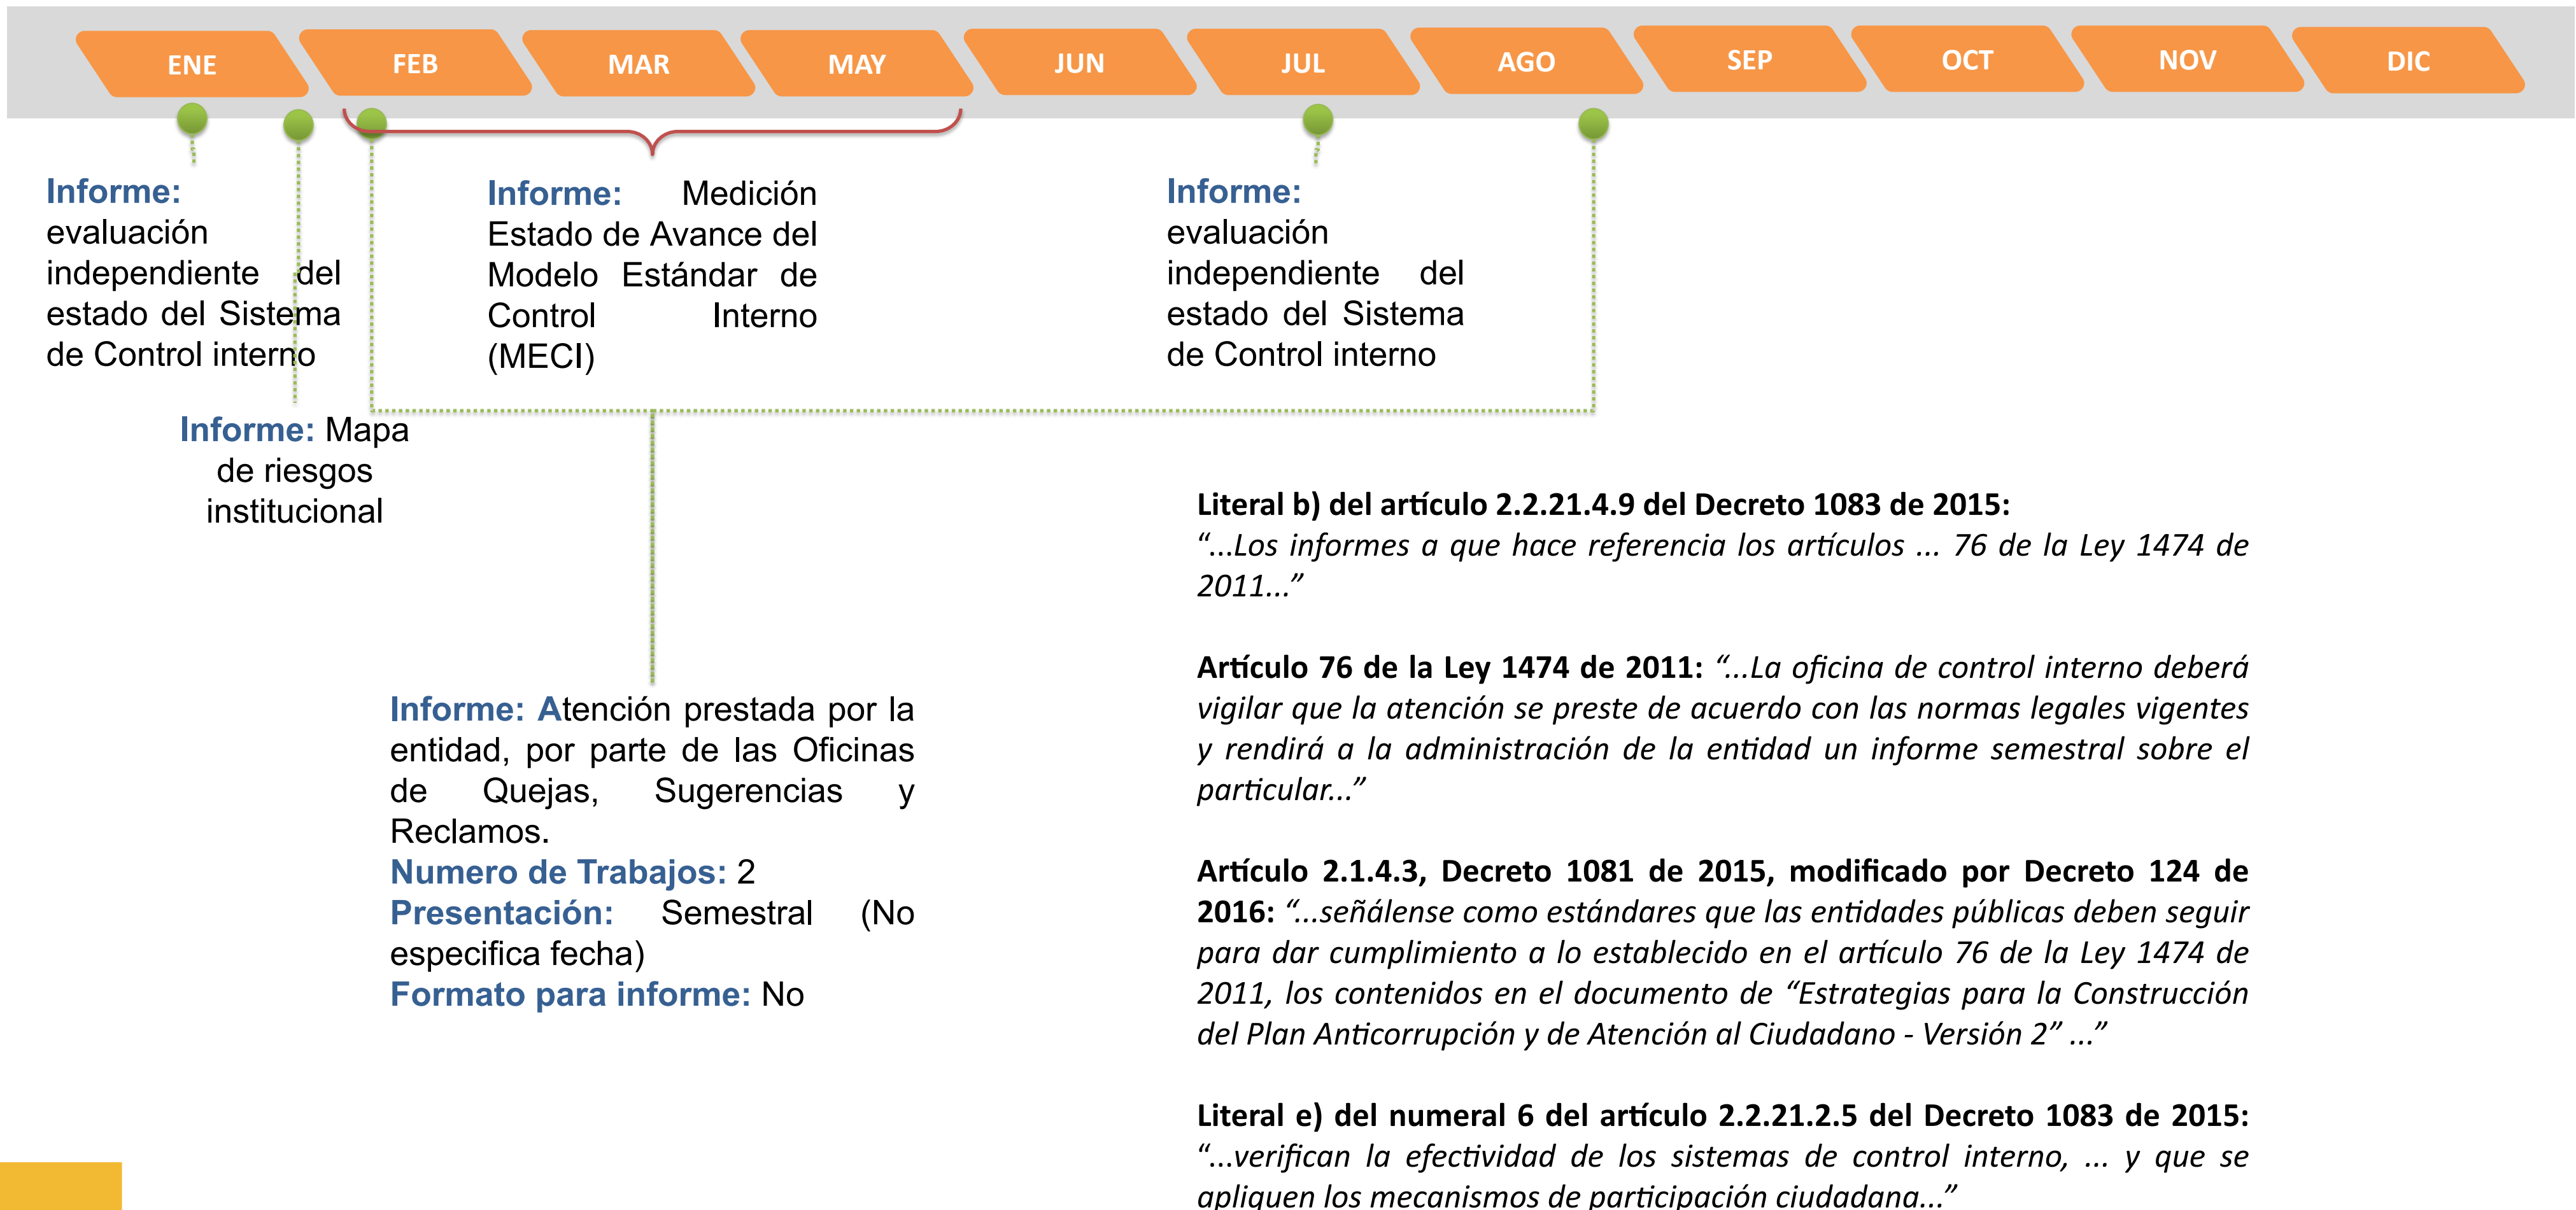 ENE FEB MAR MAY JUN JUL AGO SEP OCT NOV DIC
Informe:
evaluación
independiente del
estado del Sistema
de Control interno
Informe: Mapa
de riesgos
institucional
Informe: Medición
Estado de Avance del
Modelo Estándar de
Control Interno
(MECI)
Informe:
evaluación
independiente del
estado del Sistema
de Control interno
Informe: Atención prestada por la
entidad, por parte de las Oficinas
de Quejas, Sugerencias y
Reclamos.
Numero de Trabajos: 2
Presentación: Semestral (No
especifica fecha)
Formato para informe: No
Literal b) del artículo 2.2.21.4.9 del Decreto 1083 de 2015:
“...Los informes a que hace referencia los artículos ... 76 de la Ley 1474 de
2011...”
Artículo 76 de la Ley 1474 de 2011: “...La oficina de control interno deberá
vigilar que la atención se preste de acuerdo con las normas legales vigentes
y rendirá a la administración de la entidad un informe semestral sobre el
particular...”
Artículo 2.1.4.3, Decreto 1081 de 2015, modificado por Decreto 124 de
2016: “...señálense como estándares que las entidades públicas deben seguir
para dar cumplimiento a lo establecido en el artículo 76 de la Ley 1474 de
2011, los contenidos en el documento de “Estrategias para la Construcción
del Plan Anticorrupción y de Atención al Ciudadano - Versión 2” ...”
Literal e) del numeral 6 del artículo 2.2.21.2.5 del Decreto 1083 de 2015:
“...verifican la efectividad de los sistemas de control interno, ... y que se
apliquen los mecanismos de participación ciudadana...”